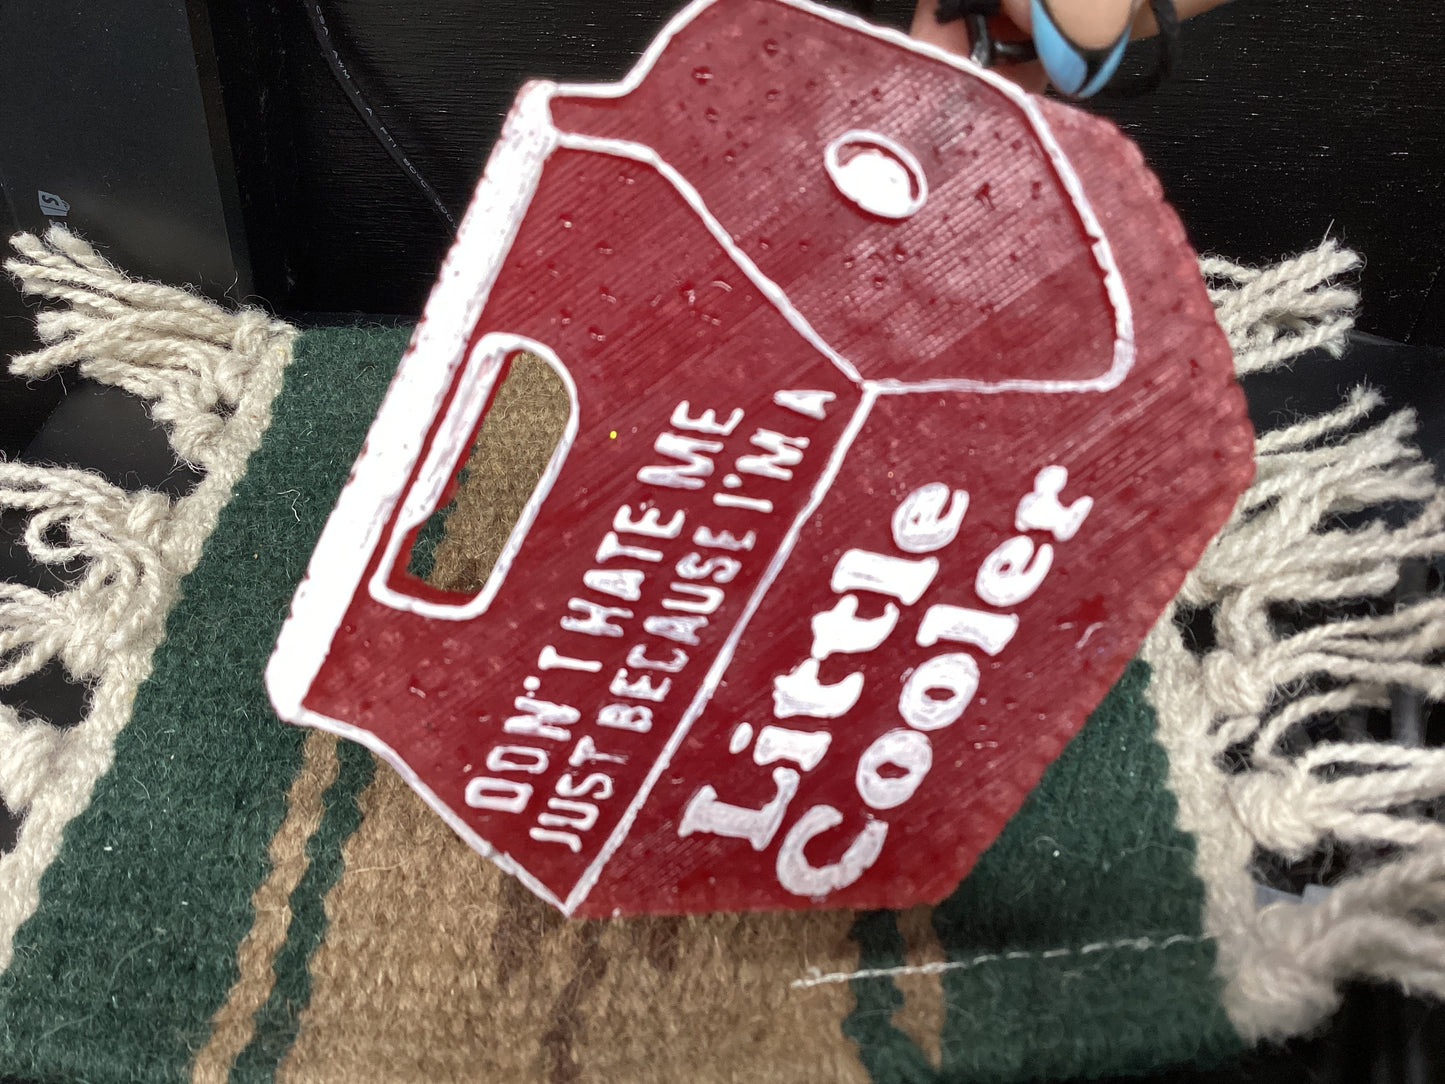 DON'T HATE ME
JUST BECAUSE I'M A
Little
Cooler